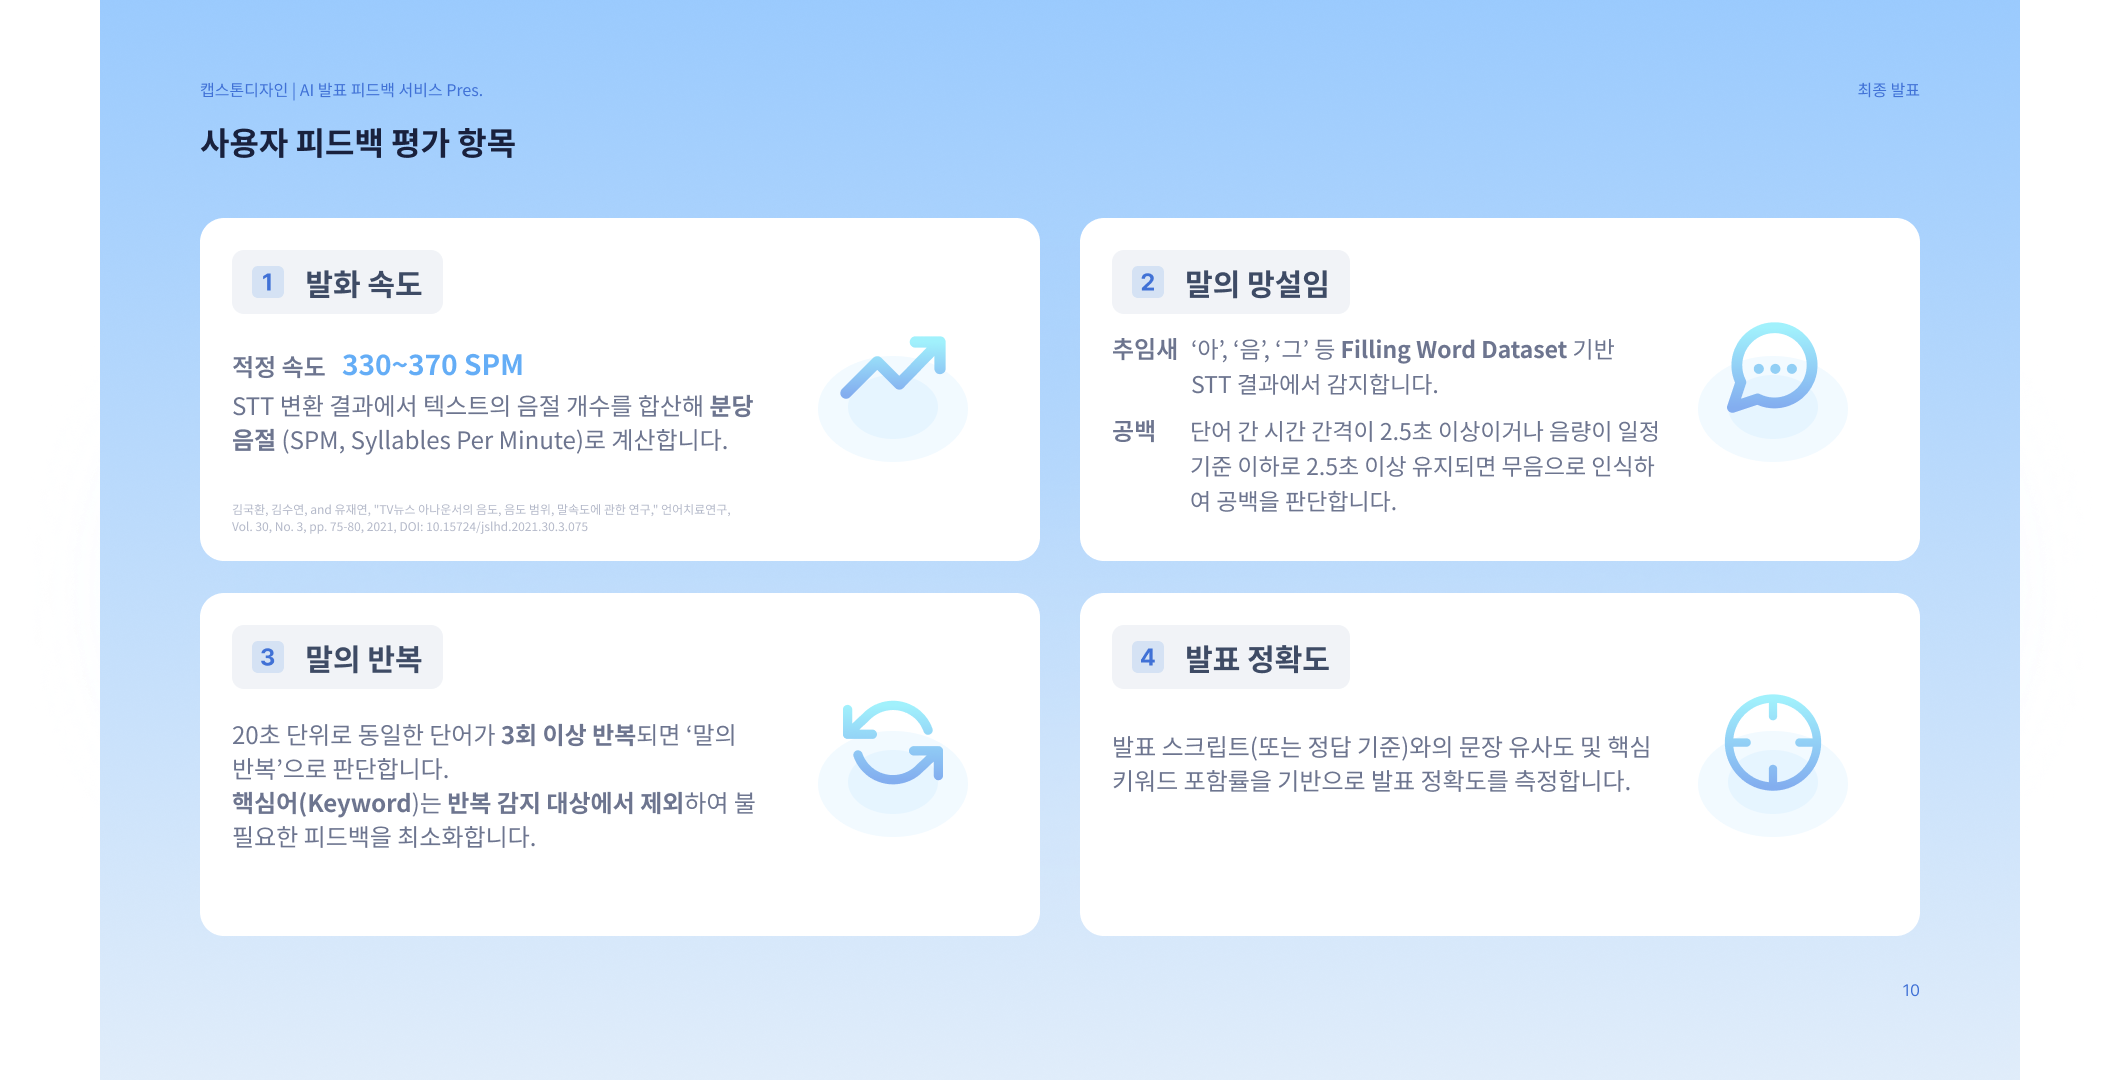 캡스톤디자인 | AI 발표 피드백 서비스 Pres.
최종 발표
사용자 피드백 평가 항목
1 발화 속도
적정 속도 330~370 SPM
STT 변환 결과에서 텍스트의 음절 개수를 합산해 분당
음절 (SPM, Syllables Per Minute)로 계산합니다.
김국환, 김수연, and 유재연, "TV뉴스 아나운서의 음도, 음도 범위, 말속도에 관한 연구," 언어치료연구,
Vol. 30, No. 3, pp. 75-80, 2021, DOI: 10.15724/jslhd.2021.30.3.075
2 말의 망설임
추임새 ‘아’, ‘음’, ‘그’ 등 Filling Word Dataset 기반
STT 결과에서 감지합니다.
공백 단어 간 시간 간격이 2.5초 이상이거나 음량이 일정
기준 이하로 2.5초 이상 유지되면 무음으로 인식하
여 공백을 판단합니다.
3 말의 반복
20초 단위로 동일한 단어가 3회 이상 반복되면 ‘말의
반복’으로 판단합니다.
핵심어(Keyword)는 반복 감지 대상에서 제외하여 불
필요한 피드백을 최소화합니다.
4 발표 정확도
발표 스크립트(또는 정답 기준)와의 문장 유사도 및 핵심
키워드 포함률을 기반으로 발표 정확도를 측정합니다.
10